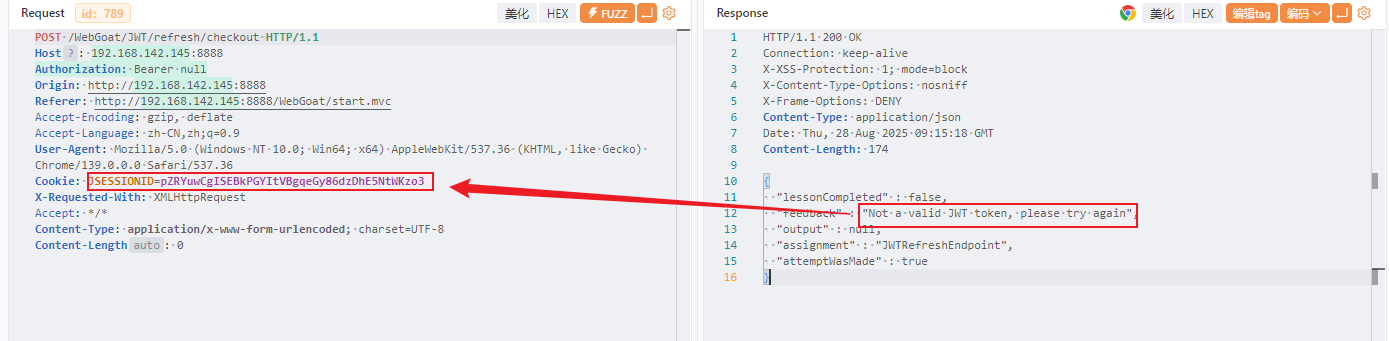 Request id: 789 美化 HEX FUZZ
POST /WebGoat/JWT/refresh/checkout HTTP/1.1
Host ? : 192.168.142.145:8888
Authorization: Bearer null
Origin: http://192.168.142.145:8888
Referer: http://192.168.142.145:8888/WebGoat/start.mvc
Accept-Encoding: gzip, deflate
Accept-Language: zh-CN,zh;q=0.9
User-Agent: Mozilla/5.0 (Windows NT 10.0; Win64; x64) AppleWebKit/537.36 (KHTML, like Gecko)
Chrome/139.0.0.0 Safari/537.36
Cookie: JSESSIONID=pZRYuwCgISEBkPGYItVBgqeGy86dzDhE5NtWKzo3
X-Requested-With: XMLHttpRequest
Accept: */*
Content-Type: application/x-www-form-urlencoded; charset=UTF-8
Content-Length auto : 0
Response 美化 HEX 编辑tag 编码
1 HTTP/1.1 200 OK
2 Connection: keep-alive
3 X-XSS-Protection: 1; mode=block
4 X-Content-Type-Options: nosniff
5 X-Frame-Options: DENY
6 Content-Type: application/json
7 Date: Thu, 28 Aug 2025 09:15:18 GMT
8 Content-Length: 174
9
10 {
11 "lessonCompleted" : false,
12 "feedback" : "Not a valid JWT token, please try again",
13 "output" : null,
14 "assignment" : "JWTRefreshEndpoint",
15 "attemptWasMade" : true
16 }